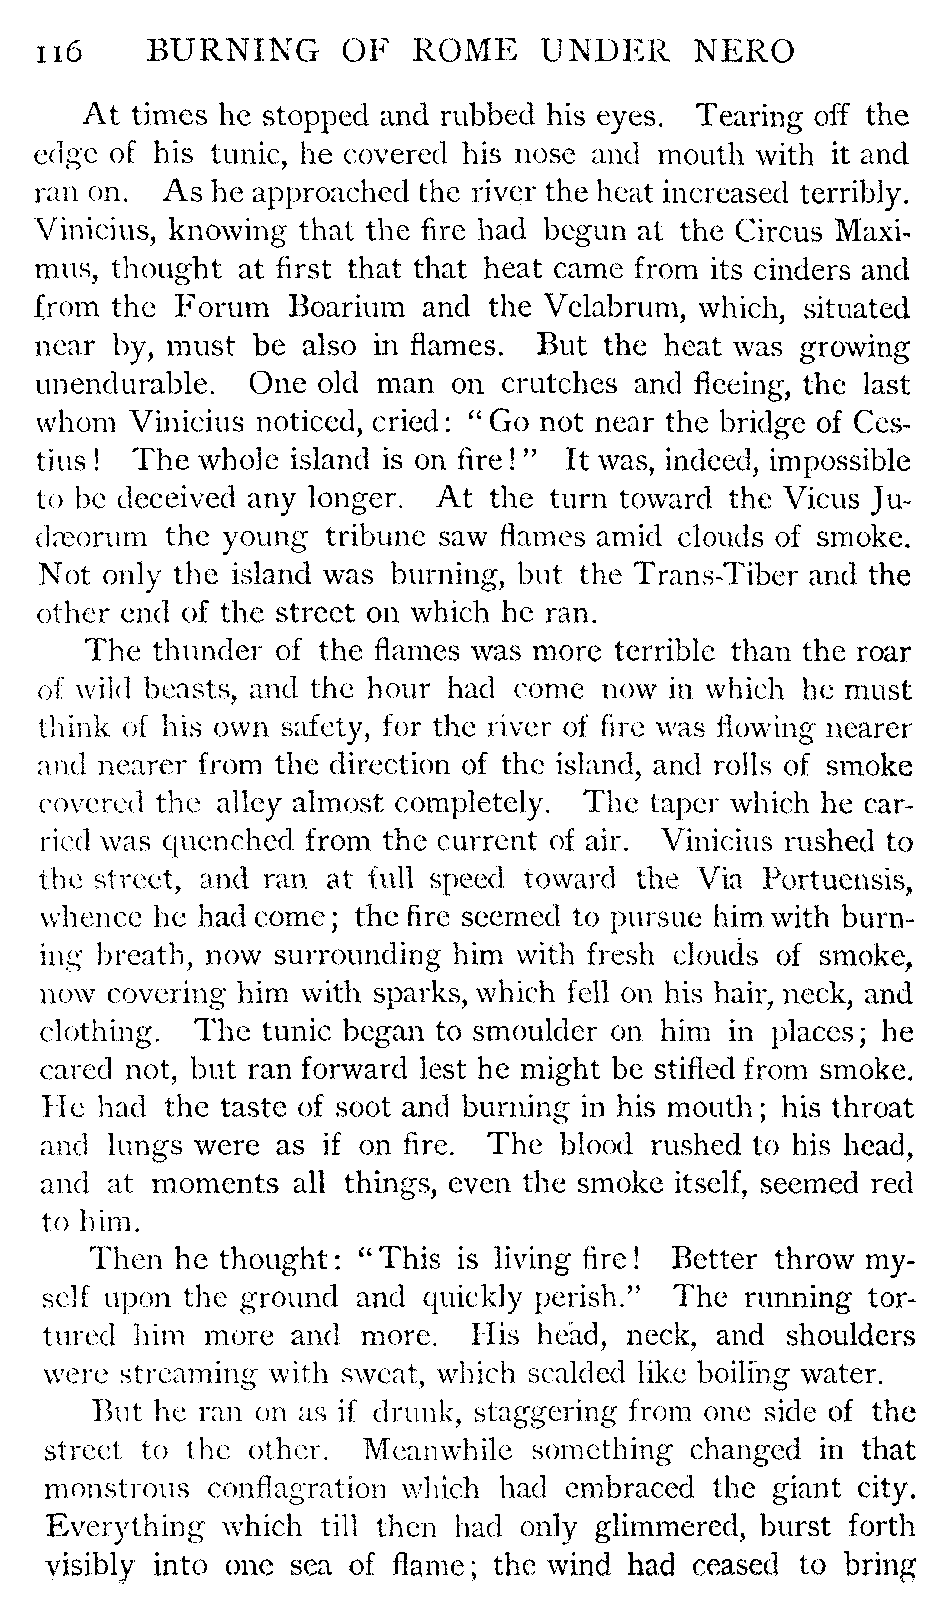 116 BURNING OF ROME UNDER NERO
At times he stopped and rubbed his eyes. Tearing off the
edge of his tunic, he covered his nose and mouth with it and
ran on. As he approached the river the heat increased terribly.
Vinicius, knowing that the fire had begun at the Circus Maxi-
mus, thought at first that that heat came from its cinders and
from the Forum Boarium and the Velabrum, which, situated
near by, must be also in flames. But the heat was growing
unendurable. One old man on crutches and fleeing, the last
whom Vinicius noticed, cried: “Go not near the bridge of Ces-
tius! The whole island is on fire!” It was, indeed, impossible
to be deceived any longer. At the turn toward the Vicus Ju-
dæorum the young tribune saw flames amid clouds of smoke.
Not only the island was burning, but the Trans-Tiber and the
other end of the street on which he ran.
The thunder of the flames was more terrible than the roar
of wild beasts, and the hour had come now in which he must
think of his own safety, for the river of fire was flowing nearer
and nearer from the direction of the island, and rolls of smoke
covered the alley almost completely. The taper which he car-
ried was quenched from the current of air. Vinicius rushed to
the street, and ran at full speed toward the Via Portuensis,
whence he had come; the fire seemed to pursue him with burn-
ing breath, now surrounding him with fresh clouds of smoke,
now covering him with sparks, which fell on his hair, neck, and
clothing. The tunic began to smoulder on him in places; he
cared not, but ran forward lest he might be stifled from smoke.
He had the taste of soot and burning in his mouth; his throat
and lungs were as if on fire. The blood rushed to his head,
and at moments all things, even the smoke itself, seemed red
to him.
Then he thought: “This is living fire! Better throw my-
self upon the ground and quickly perish.” The running tor-
tured him more and more. His head, neck, and shoulders
were streaming with sweat, which scalded like boiling water.
But he ran on as if drunk, staggering from one side of the
street to the other. Meanwhile something changed in that
monstrous conflagration which had embraced the giant city.
Everything which till then had only glimmered, burst forth
visibly into one sea of flame; the wind had ceased to bring